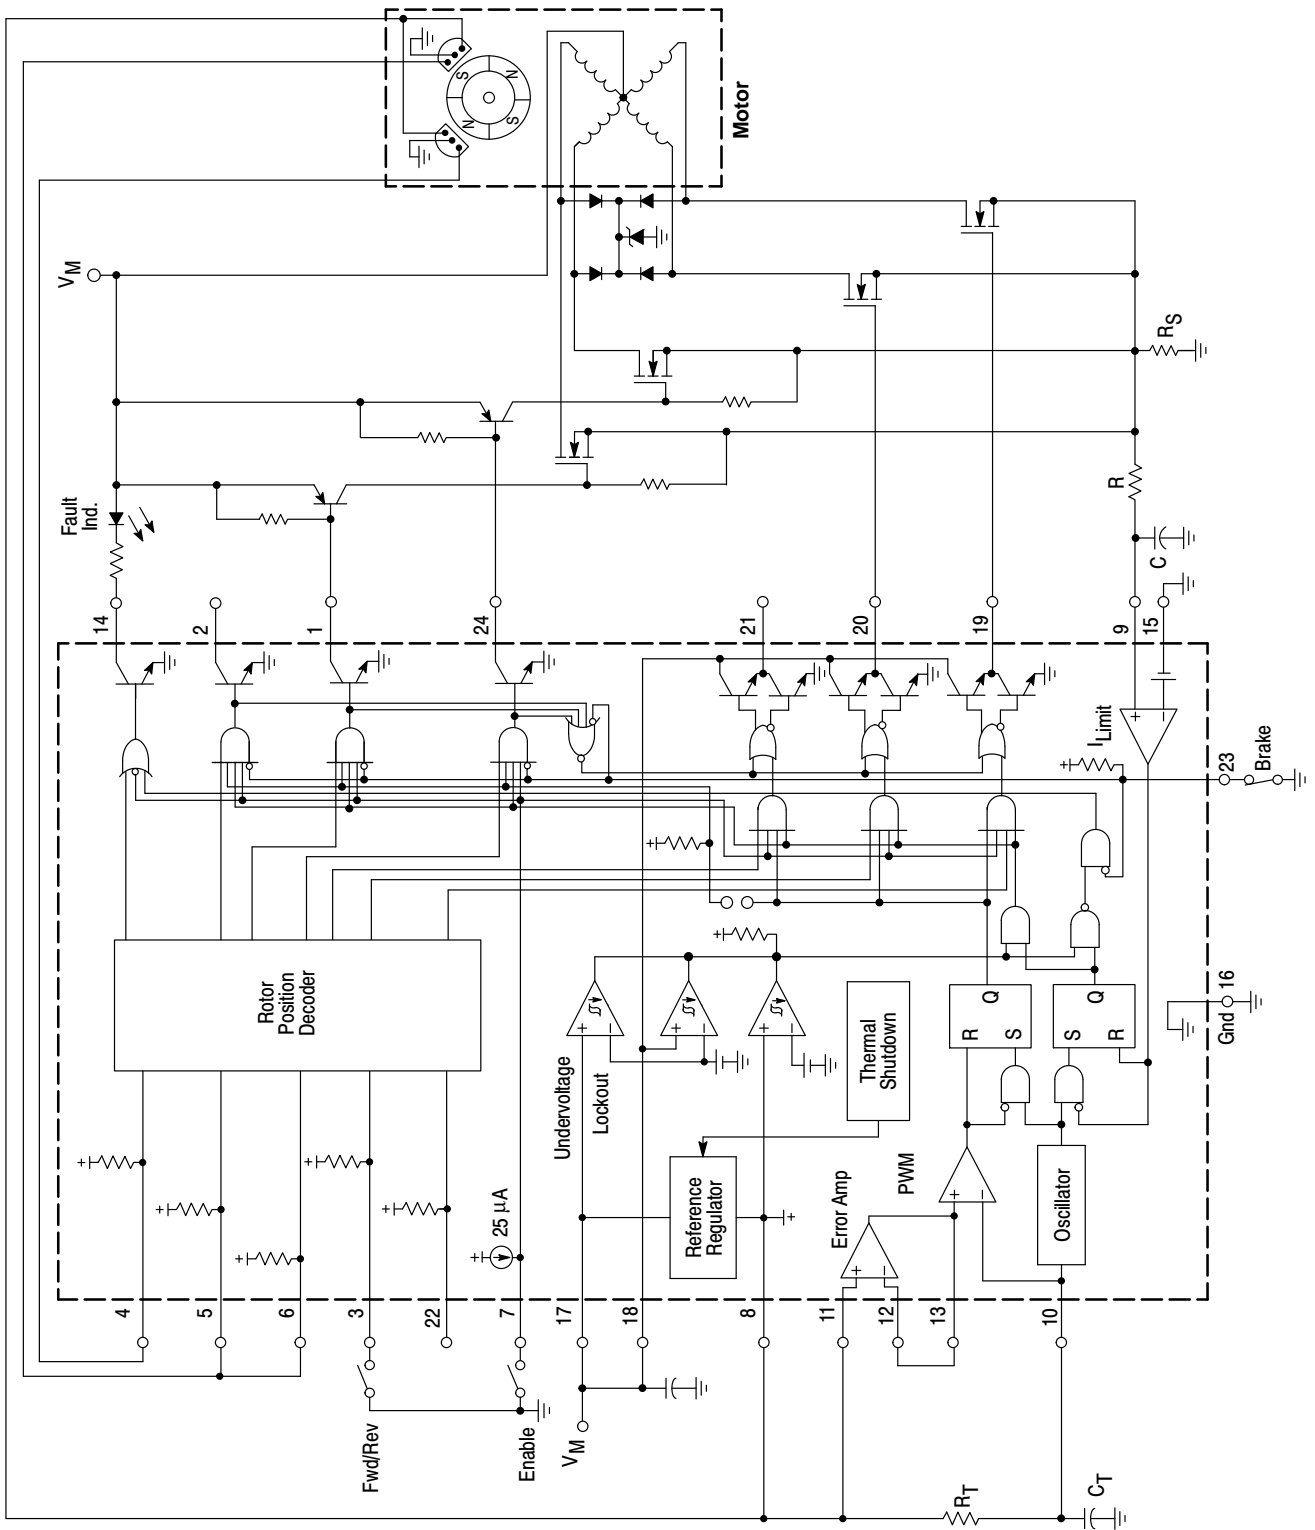 Motor
S
N
N
S
V_M
Fault
Ind.
R_S
R
C
14
2
1
24
21
20
19
9
15
I_Limit
23
Brake
Rotor
Position
Decoder
Undervoltage
Lockout
Thermal
Shutdown
Reference
Regulator
Error Amp
PWM
Oscillator
R
Q
S
S
Q
R
Gnd 16
25 µA
4
5
6
3
22
7
17
18
8
11
12
13
10
Fwd/Rev
Enable
V_M
R_T
C_T
+
−
+
−
+
−
+
−
+
−
+
−
+
+
+
+
+
+
+
+
+
+